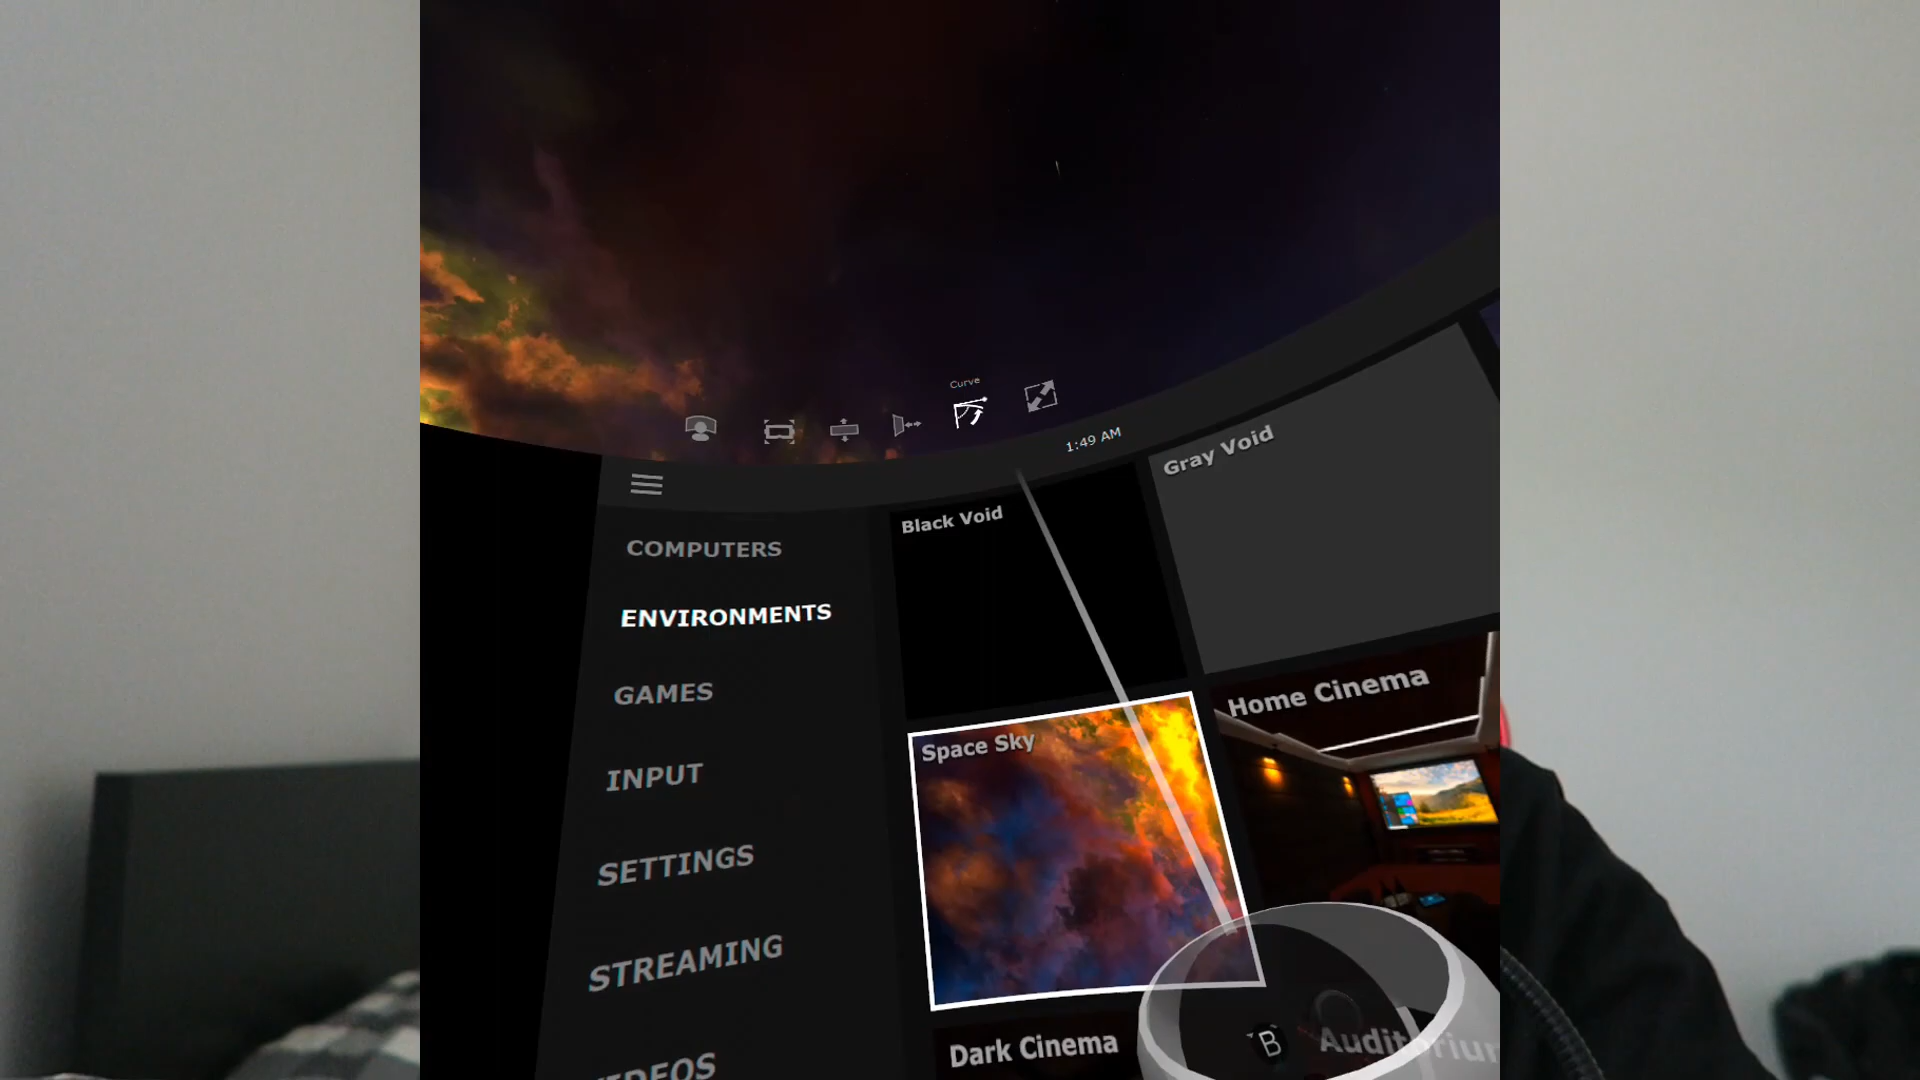 Curve
1:49 AM
COMPUTERS
ENVIRONMENTS
GAMES
INPUT
SETTINGS
STREAMING
Black Void
Gray Void
Space Sky
Home Cinema
Dark Cinema
B